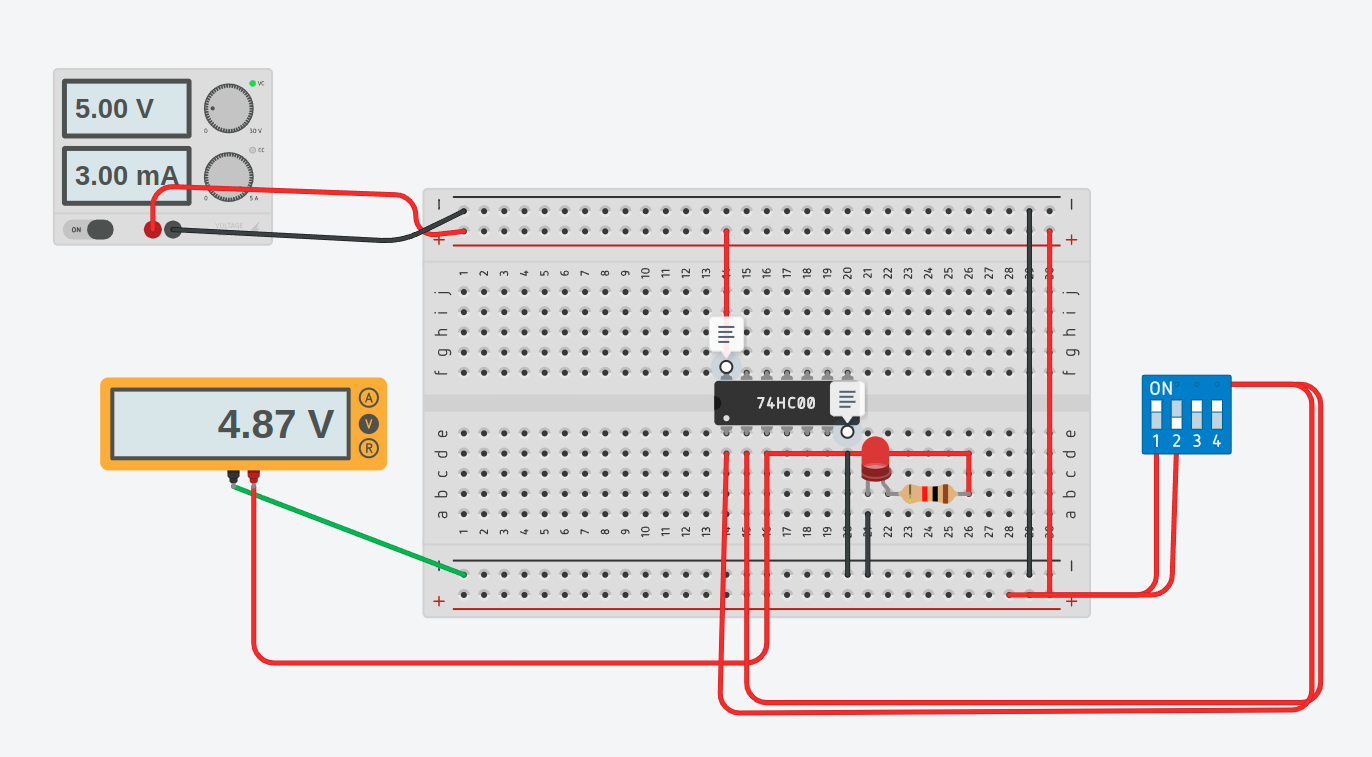 5.00 V
VC
0
30 V
3.00 mA
CC
0
5 A
ON
VOLTAGE
− −
+ +
1 2 3 4 5 6 7 8 9 10 11 12 13 14 15 16 17 18 19 20 21 22 23 24 25 26 27 28 29 30
j j
i i
h h
g g
f f
74HC00
e e
d d
c c
b b
a a
1 2 3 4 5 6 7 8 9 10 11 12 13 14 15 16 17 18 19 20 21 22 23 24 25 26 27 28 29 30
− −
+ +
4.87 V
A
V
R
ON
1 2 3 4